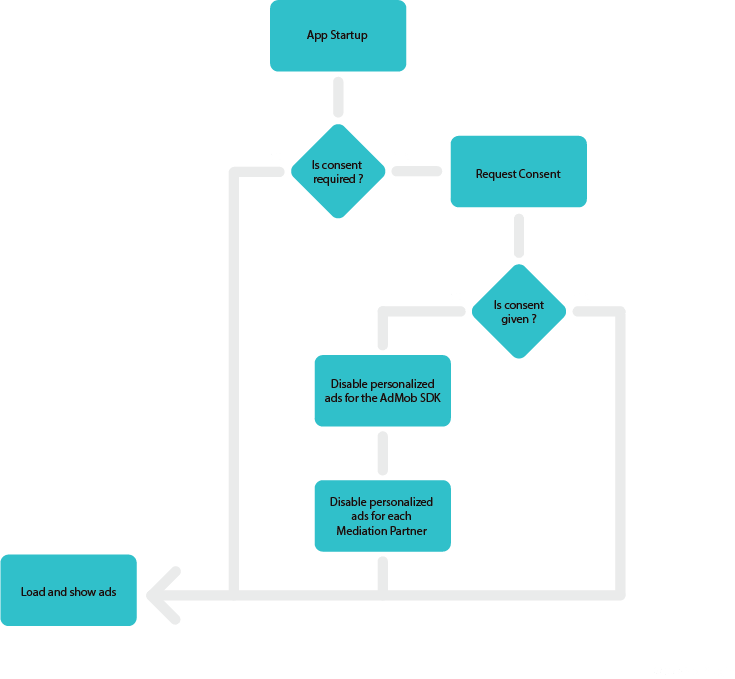 App Startup
Is consent
required ?
Request Consent
Is consent
given ?
Disable personalized
ads for the AdMob SDK
Disable personalized
ads for each
Mediation Partner
Load and show ads